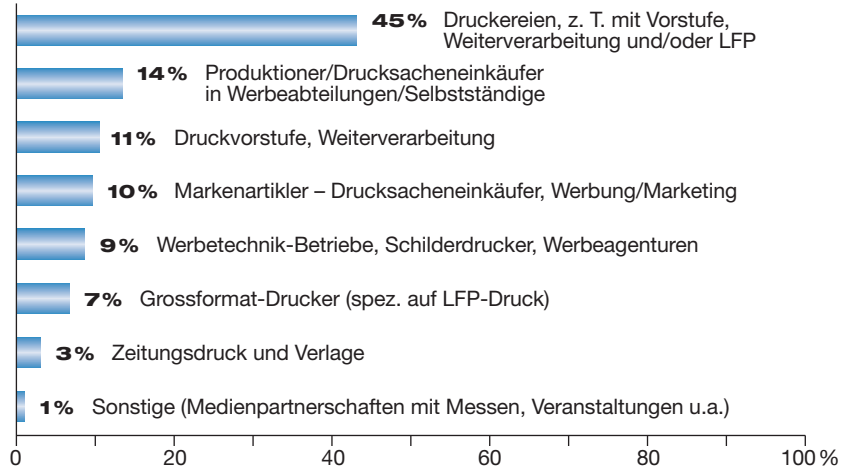 45% Druckereien, z. T. mit Vorstufe,
Weiterverarbeitung und/oder LFP
14% Produktioner/Drucksacheneinkäufer
in Werbeabteilungen/Selbstständige
11% Druckvorstufe, Weiterverarbeitung
10% Markenartikler – Drucksacheneinkäufer, Werbung/Marketing
9% Werbetechnik-Betriebe, Schilderdrucker, Werbeagenturen
7% Grossformat-Drucker (spez. auf LFP-Druck)
3% Zeitungsdruck und Verlage
1% Sonstige (Medienpartnerschaften mit Messen, Veranstaltungen u.a.)
0 20 40 60 80 100 %